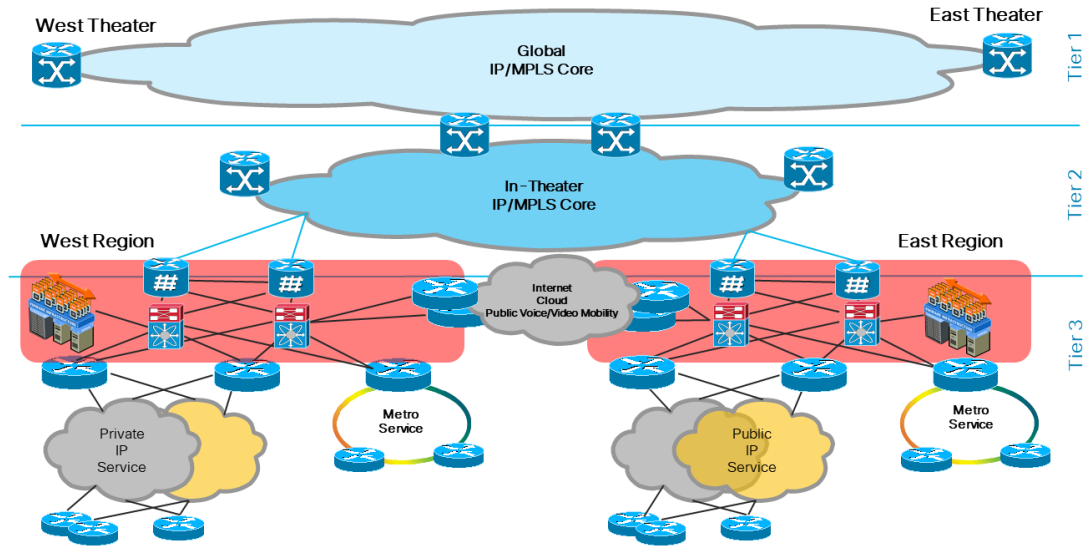 West Theater
East Theater
Global
IP/MPLS Core
Tier 1
In-Theater
IP/MPLS Core
Tier 2
West Region
East Region
Internet
Cloud
Public Voice/Video Mobility
Tier 3
Metro
Service
Metro
Service
Private
IP
Service
Public
IP
Service